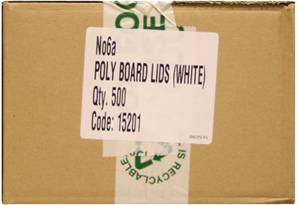 No6a
POLY BOARD LIDS (WHITE)
Qty. 500
Code: 15201
IS RECYCLABLE